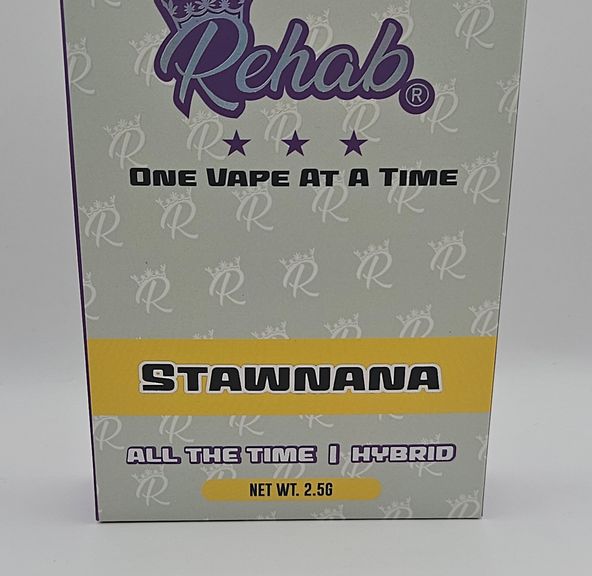 Rehab®
ONE VAPE AT A TIME
STAWNANA
ALL THE TIME | HYBRID
NET WT. 2.5G